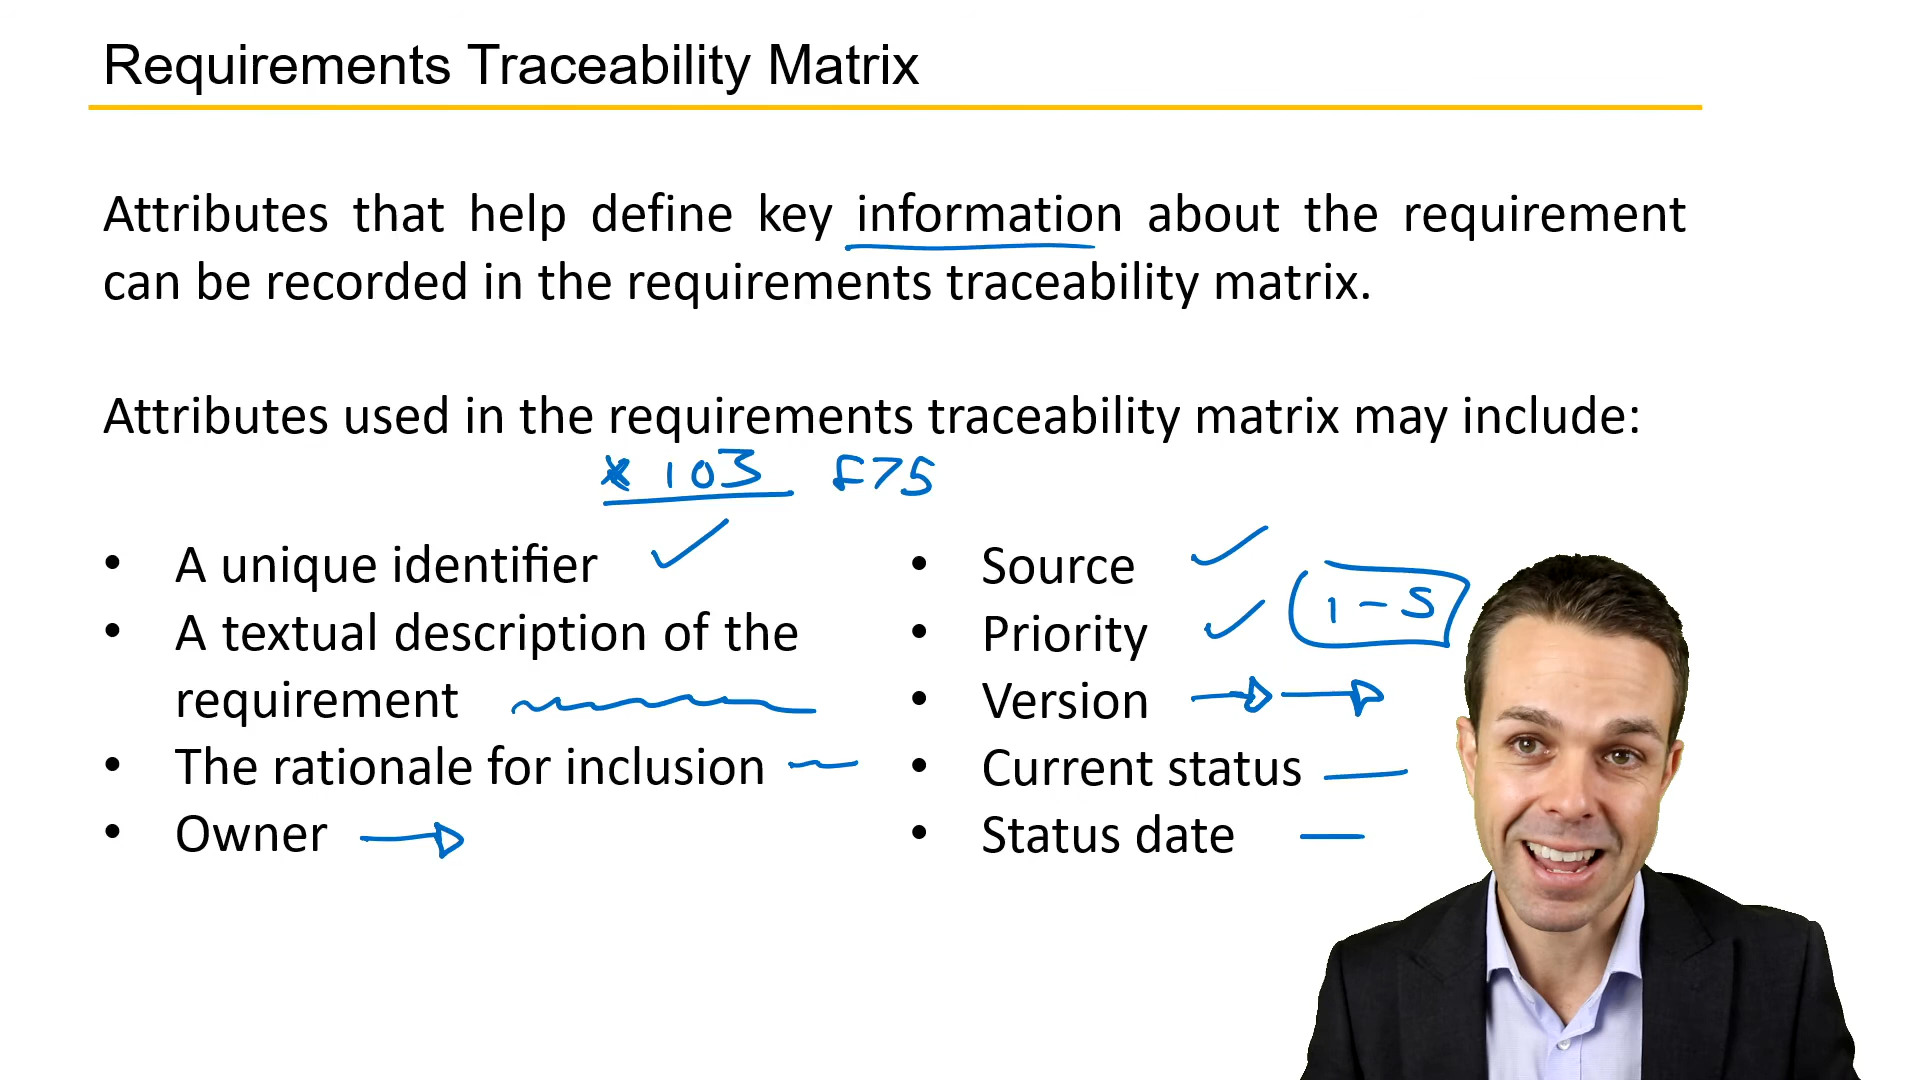 Requirements Traceability Matrix
Attributes that help define key information about the requirement
can be recorded in the requirements traceability matrix.
Attributes used in the requirements traceability matrix may include:
103 F75
• A unique identifier
• A textual description of the
requirement
• The rationale for inclusion
• Owner
• Source
• Priority
1-5
• Version
• Current status
• Status date